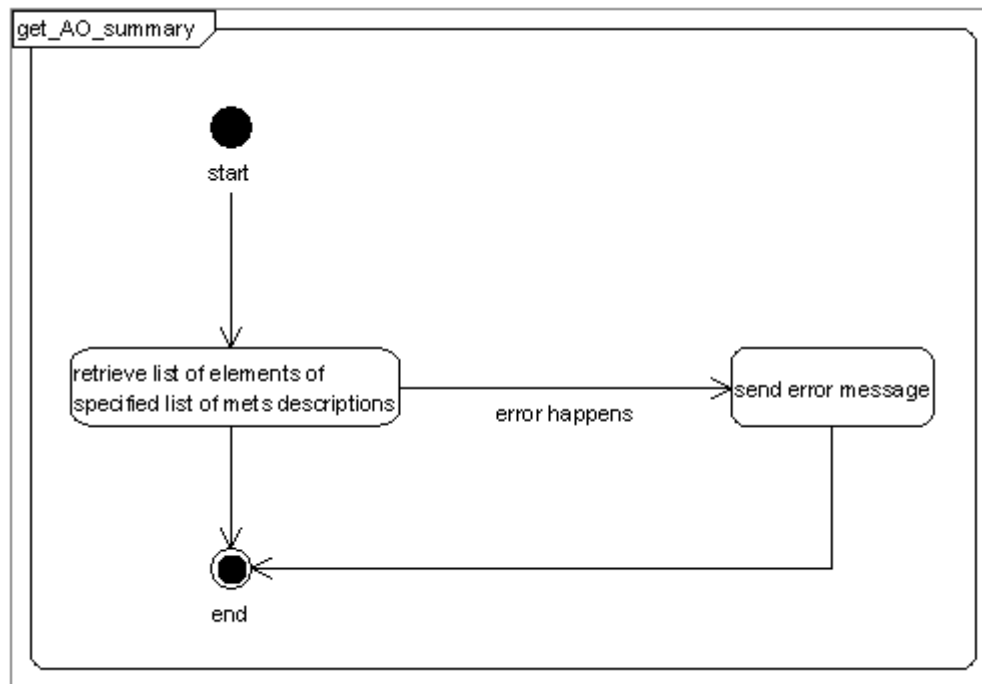 get_AO_summary
start
retrieve list of elements of
specified list of mets descriptions
error happens
send error message
end